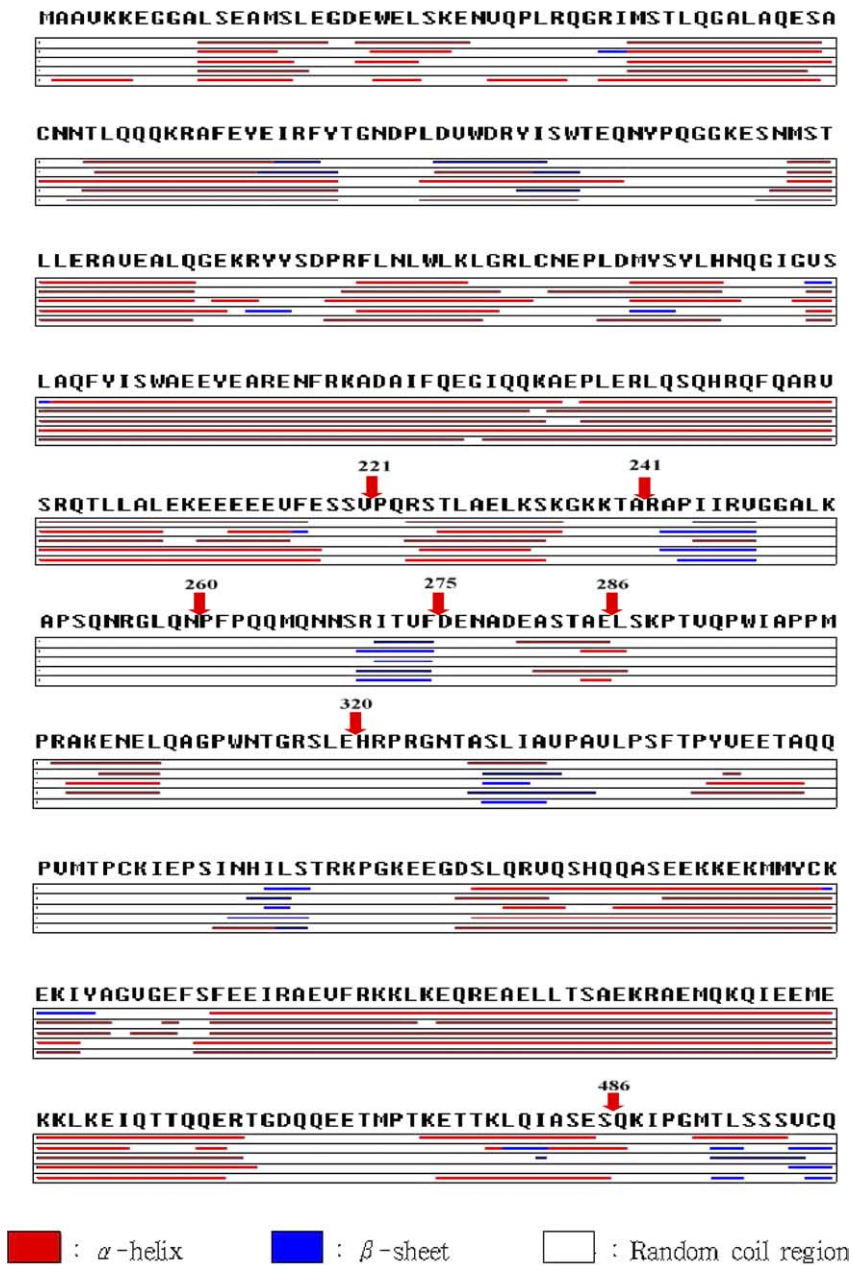 MAAVKKEGGALSEAMSLEGDEWELSKENVQPLRQGRIMSTLQGALAQESA
CNNTLQQQKRAFEYEIRFYTGNDPLDVWDRYISWTEQNYPQGGKESNMST
LLERAVEALQGEKRYYSDPRFLNLWLKLGRLCNEPLDMYSYLHNQGIGVS
LAQFYISWAEEYEARENFRKADAIFQEGIQQKAEPLERLQSQHRQFQARV
221 241
SRQTLLALEKEEEEEVFESSVPQRSTLAELKSKGKKTARAPIIRVGGALK
260 275 286
APSQNRGLQNPFPQQMQNNSRITVFDENADEASTAELSKPTVQPWIAPPM
320
PRAKENELQAGPWNTGRSLEHRPRGNTASLIAVPAVLPSFTPYVEETAQQ
PVMTPCKIEPSINHILSTRKPGKEEGDSLQRVQSHQQASEEKKEKMMYCK
EKIYAGVGEFSFEEIRAEVFRKKLKEQREAELLTSAEKRAEMQKQIEEME
486
KKLKEIQTTQQERTGDQQEETMPTKETTKLQIASESQKIPGMTLSSSVCQ
: α-helix : β-sheet : Random coil region